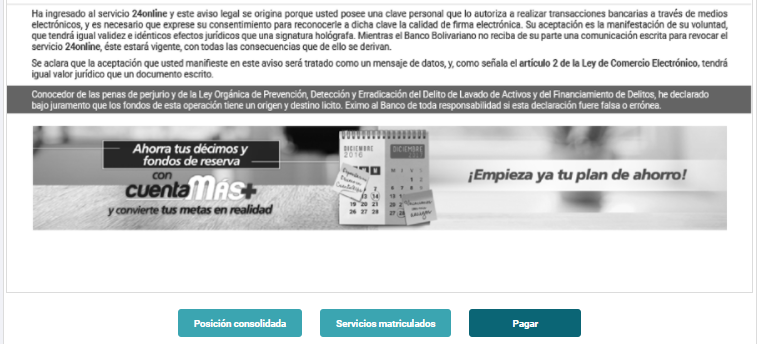 Ha ingresado al servicio 24online y este aviso legal se origina porque usted posee una clave personal que lo autoriza a realizar transacciones bancarias a través de medios
electrónicos, y es necesario que exprese su consentimiento para reconocerle a dicha clave la calidad de firma electrónica. Su aceptación es la manifestación de su voluntad,
que tendrá igual validez e idénticos efectos jurídicos que una signatura hológrafa. Mientras el Banco Bolivariano no reciba de su parte una comunicación escrita para revocar el
servicio 24online, éste estará vigente, con todas las consecuencias que de ello se derivan.
Se aclara que la aceptación que usted manifieste en este aviso será tratado como un mensaje de datos, y, como señala el artículo 2 de la Ley de Comercio Electrónico, tendrá
igual valor jurídico que un documento escrito.
Conocedor de las penas de perjurio y de la Ley Orgánica de Prevención, Detección y Erradicación del Delito de Lavado de Activos y del Financiamiento de Delitos, he declarado
bajo juramento que los fondos de esta operación tiene un origen y destino lícito. Eximo al Banco de toda responsabilidad si esta declaración fuere falsa o errónea.
Ahorra tus décimos y
fondos de reserva
con
cuentaMÁS+
y convierte tus metas en realidad
DICIEMBRE
2016
DICIEMBRE
19 20 21
26 27 28
¡Empieza ya tu plan de ahorro!
Posición consolidada
Servicios matriculados
Pagar